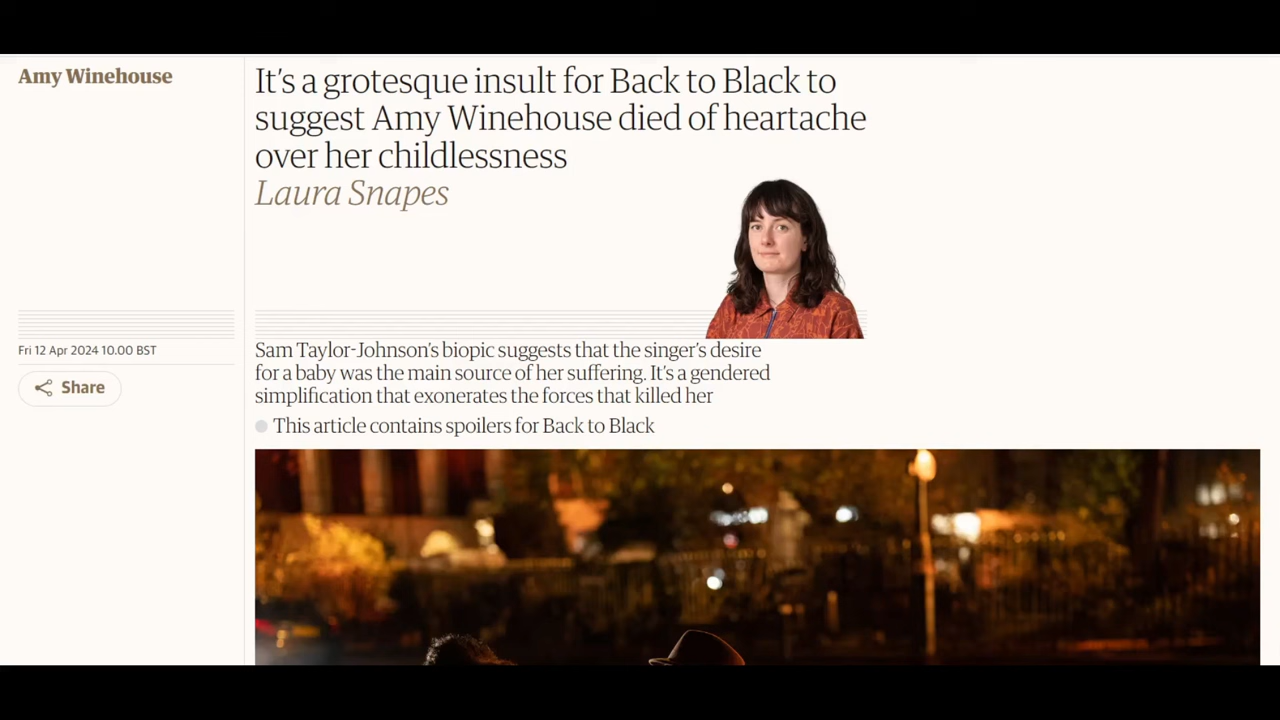 Amy Winehouse
It's a grotesque insult for Back to Black to
suggest Amy Winehouse died of heartache
over her childlessness
Laura Snapes
Fri 12 Apr 2024 10.00 BST
Share
Sam Taylor-Johnson's biopic suggests that the singer's desire
for a baby was the main source of her suffering. It's a gendered
simplification that exonerates the forces that killed her
This article contains spoilers for Back to Black